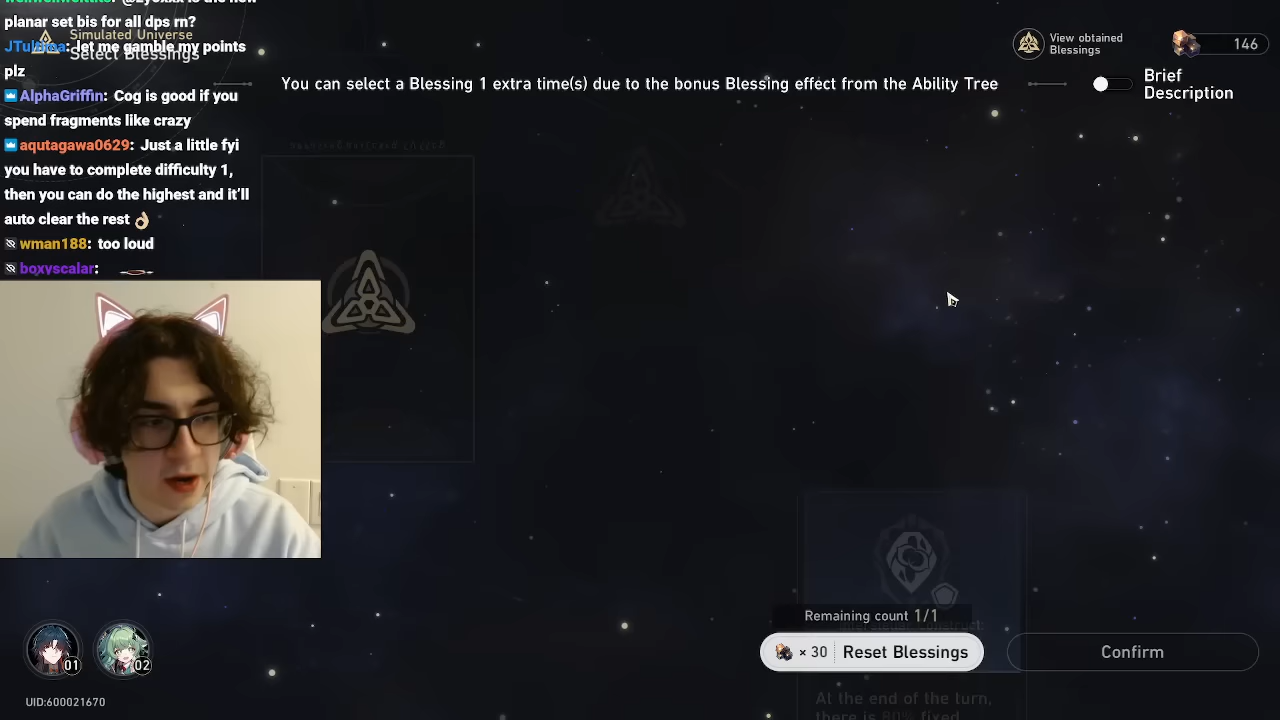 planar set bis for all dps rn?
JTultima: let me gamble my points
plz
AlphaGriffin: Cog is good if you
spend fragments like crazy
aqutagawa0629: Just a little fyi
you have to complete difficulty 1,
then you can do the highest and it'll
auto clear the rest 👌
wman188: too loud
boxyscalar:
Simulated Universe
Select Blessings
You can select a Blessing 1 extra time(s) due to the bonus Blessing effect from the Ability Tree
View obtained
Blessings
146
Brief
Description
Remaining count 1/1
× 30 Reset Blessings
Confirm
At the end of the turn,
there is 80% fixed
01
02
UID:600021670